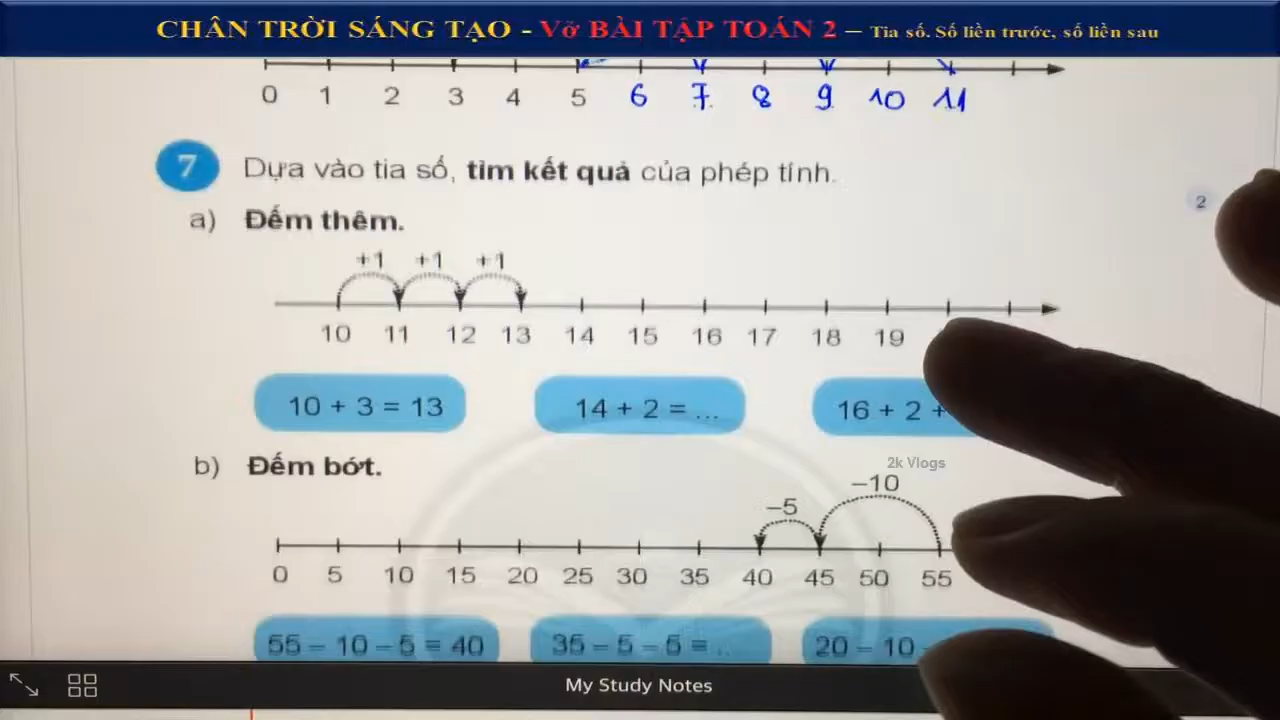 CHÂN TRỜI SÁNG TẠO - Vở BÀI TẬP TOÁN 2 – Tia số. Số liền trước, số liền sau
0 1 2 3 4 5 6 7 8 9 10 11
7 Dựa vào tia số, tìm kết quả của phép tính.
2
a) Đếm thêm.
+1 +1 +1
10 11 12 13 14 15 16 17 18 19
10 + 3 = 13 14 + 2 = ... 16 + 2 +
b) Đếm bớt.
2k Vlogs
–10
–5
0 5 10 15 20 25 30 35 40 45 50 55
55 – 10 – 5 = 40 35 – 5 – 5 = .. 20 – 10 -
My Study Notes